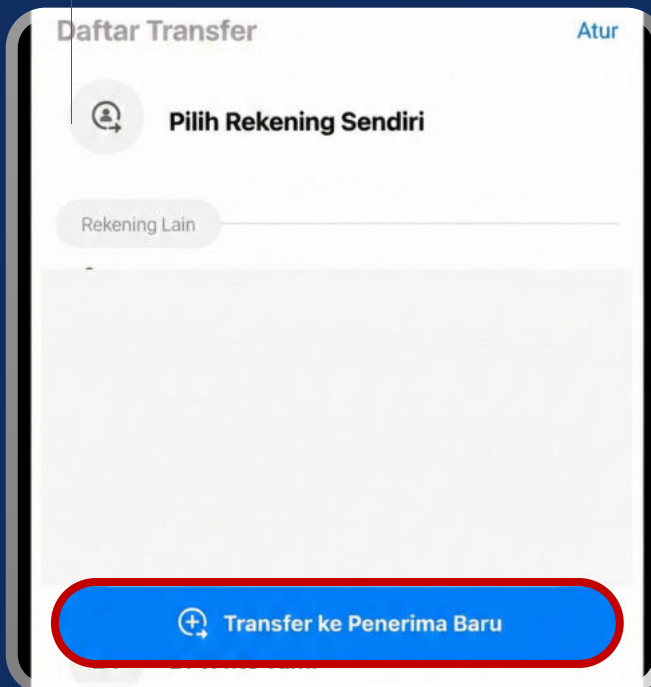 Daftar Transfer
Atur
Pilih Rekening Sendiri
Rekening Lain
Transfer ke Penerima Baru